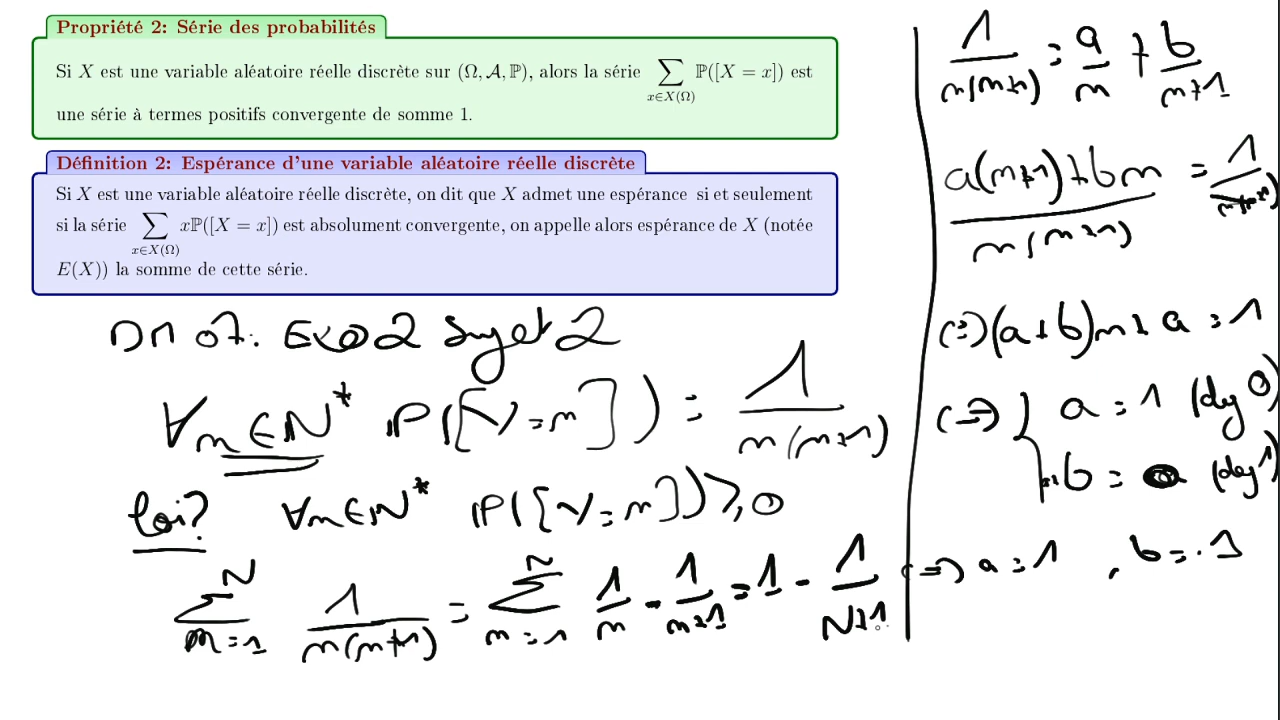 Propriété 2: Série des probabilités
Si X est une variable aléatoire réelle discrète sur (Ω, 𝒜, ℙ), alors la série ∑_{x∈X(Ω)} ℙ([X = x]) est
une série à termes positifs convergente de somme 1.
Définition 2: Espérance d'une variable aléatoire réelle discrète
Si X est une variable aléatoire réelle discrète, on dit que X admet une espérance si et seulement
si la série ∑_{x∈X(Ω)} xℙ([X = x]) est absolument convergente, on appelle alors espérance de X (notée
E(X)) la somme de cette série.
DM 07. Exo 2 Sujet 2
∀n ∈ ℕ* ℙ([Y = n]) = 1/(n(n+1))
loi? ∀n ∈ ℕ* ℙ([Y = n]) ≥ 0
∑_{n=1}^{N} 1/(n(n+1)) = ∑_{n=1}^{N} 1/n - 1/(n+1) = 1 - 1/(N+1)
1/(n(n+1)) = a/n + b/(n+1)
(a(n+1) + bn)/(n(n+1)) = 1/
(=) (a+b)n + a = 1
(=) { a = 1 (deg 0)
b = (deg 1)
(=) a = 1 , b = -1